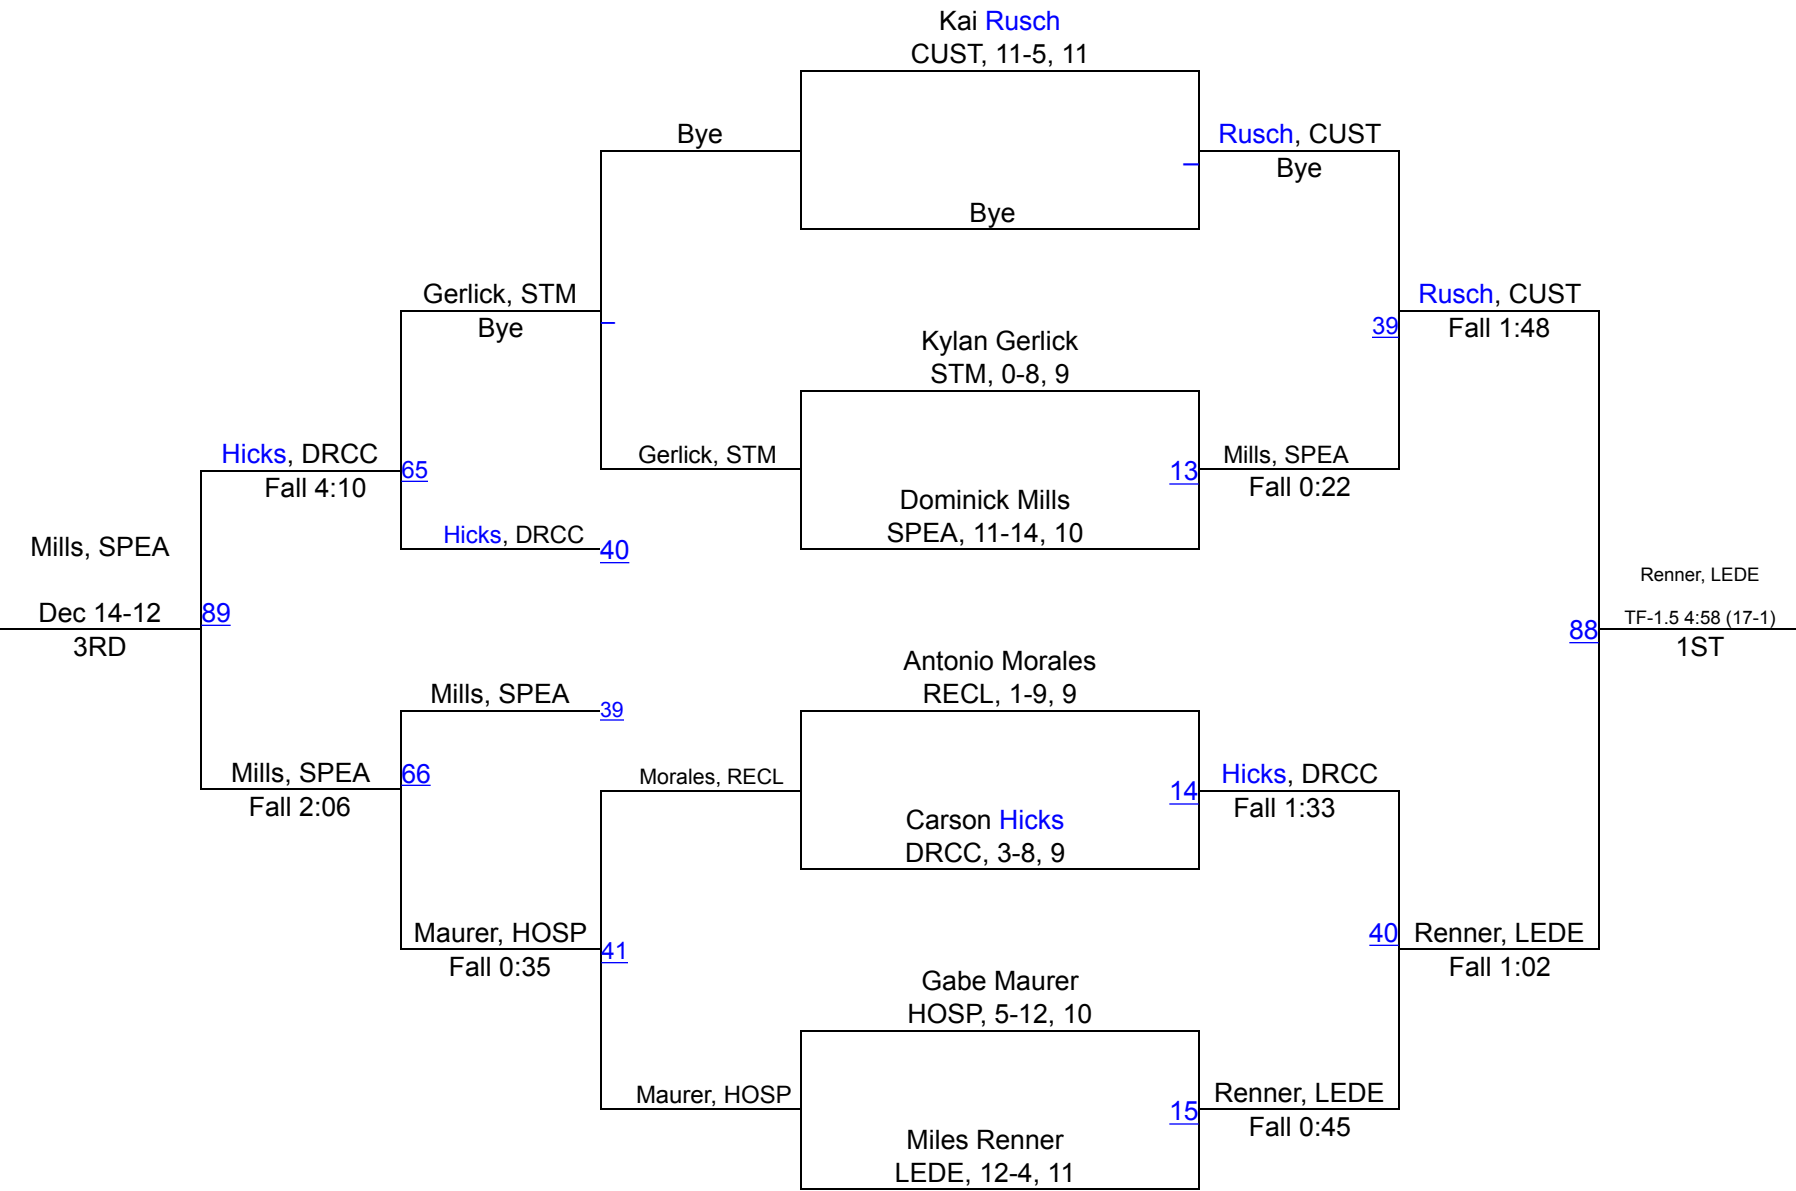 Kai Rusch
CUST, 11-5, 11
Bye
Rusch, CUST
Bye
Bye
Gerlick, STM
Bye
Rusch, CUST
39
Fall 1:48
Kylan Gerlick
STM, 0-8, 9
Hicks, DRCC
65
Fall 4:10
Gerlick, STM
13
Mills, SPEA
Fall 0:22
Dominick Mills
SPEA, 11-14, 10
Hicks, DRCC
40
Mills, SPEA
Dec 14-12
89
3RD
Renner, LEDE
TF-1.5 4:58 (17-1)
88
1ST
Antonio Morales
RECL, 1-9, 9
Mills, SPEA
39
Mills, SPEA
66
Fall 2:06
Morales, RECL
14
Hicks, DRCC
Fall 1:33
Carson Hicks
DRCC, 3-8, 9
Maurer, HOSP
41
Fall 0:35
40
Renner, LEDE
Fall 1:02
Gabe Maurer
HOSP, 5-12, 10
Maurer, HOSP
15
Renner, LEDE
Fall 0:45
Miles Renner
LEDE, 12-4, 11